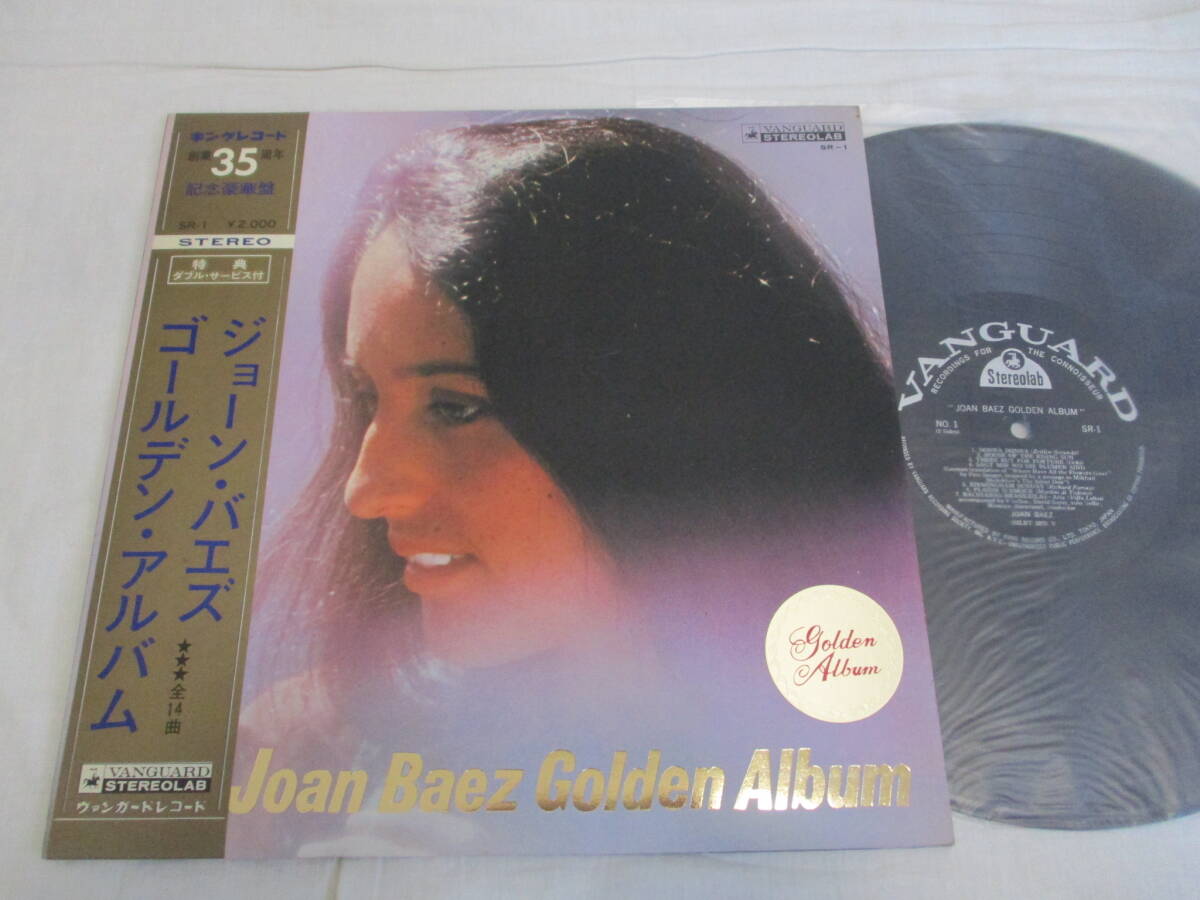 キングレコード
創業35周年
記念豪華盤
SR-1 ¥2,000
STEREO
特典
ダブル・サービス付
ジョーン・バエズ
ゴールデン・アルバム
★★★全14曲
VANGUARD
STEREOLAB
ヴァンガードレコード
VANGUARD
STEREOLAB
SR-1
Golden
Album
Joan Baez Golden Album
VANGUARD
RECORDINGS FOR THE CONNOISSEUR
Stereolab
"JOAN BAEZ GOLDEN ALBUM"
NO. 1
SR-1
JOAN BAEZ